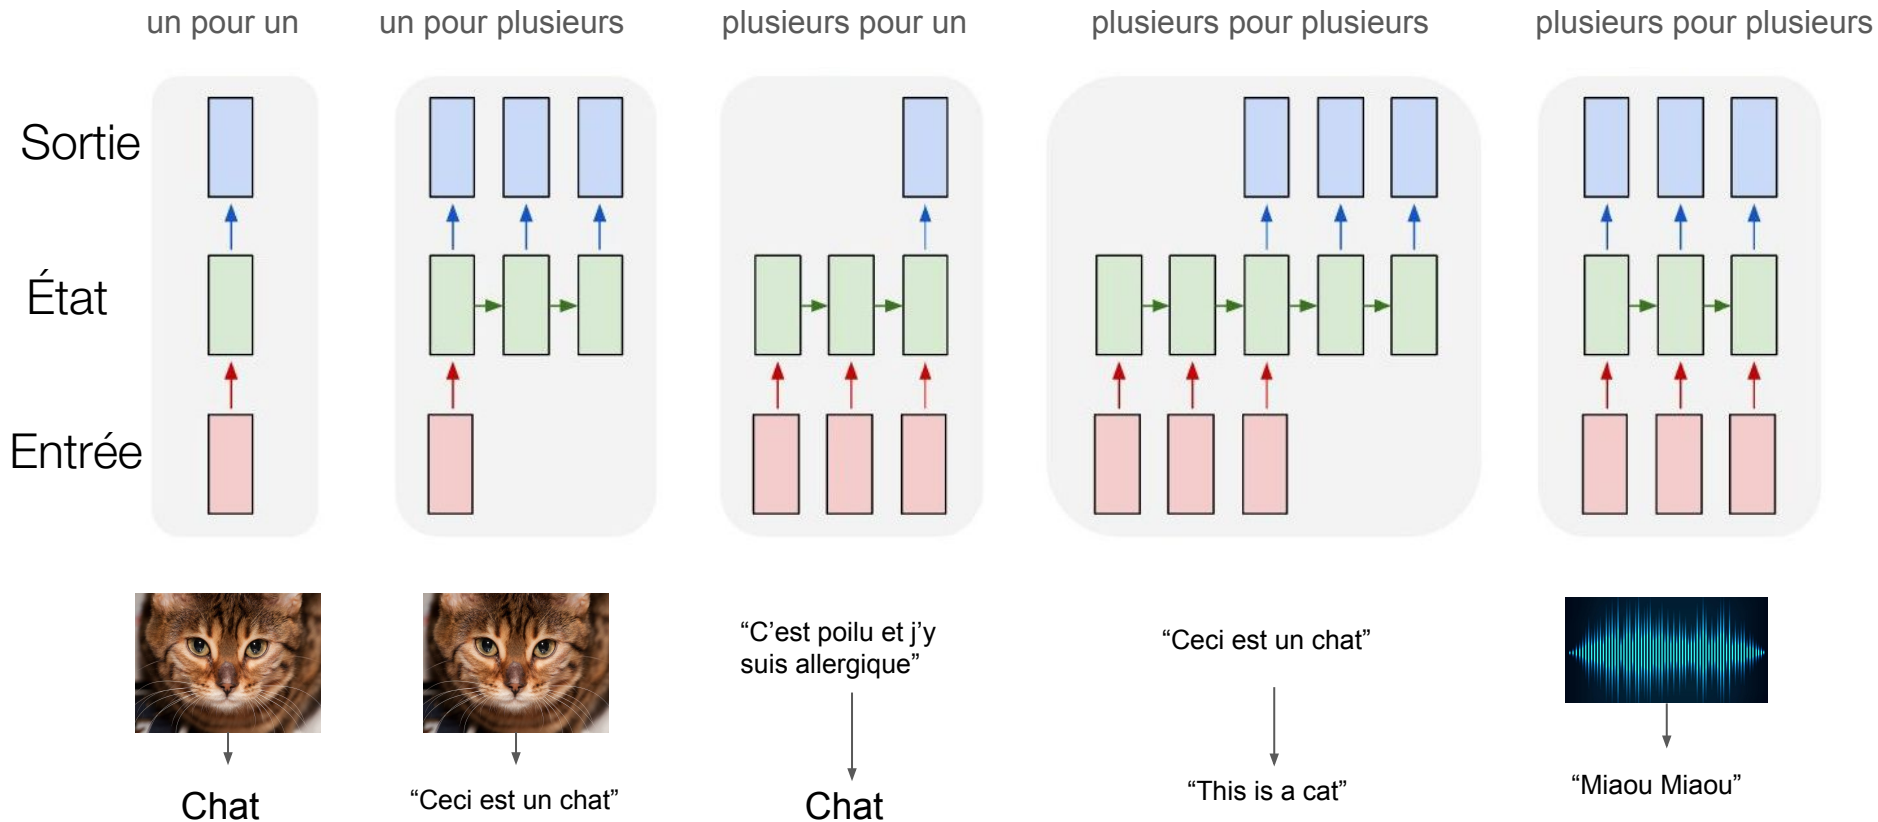 un pour un
un pour plusieurs
plusieurs pour un
plusieurs pour plusieurs
plusieurs pour plusieurs
Sortie
État
Entrée
“C’est poilu et j’y
suis allergique”
“Ceci est un chat”
Chat
“Ceci est un chat”
Chat
“This is a cat”
“Miaou Miaou”